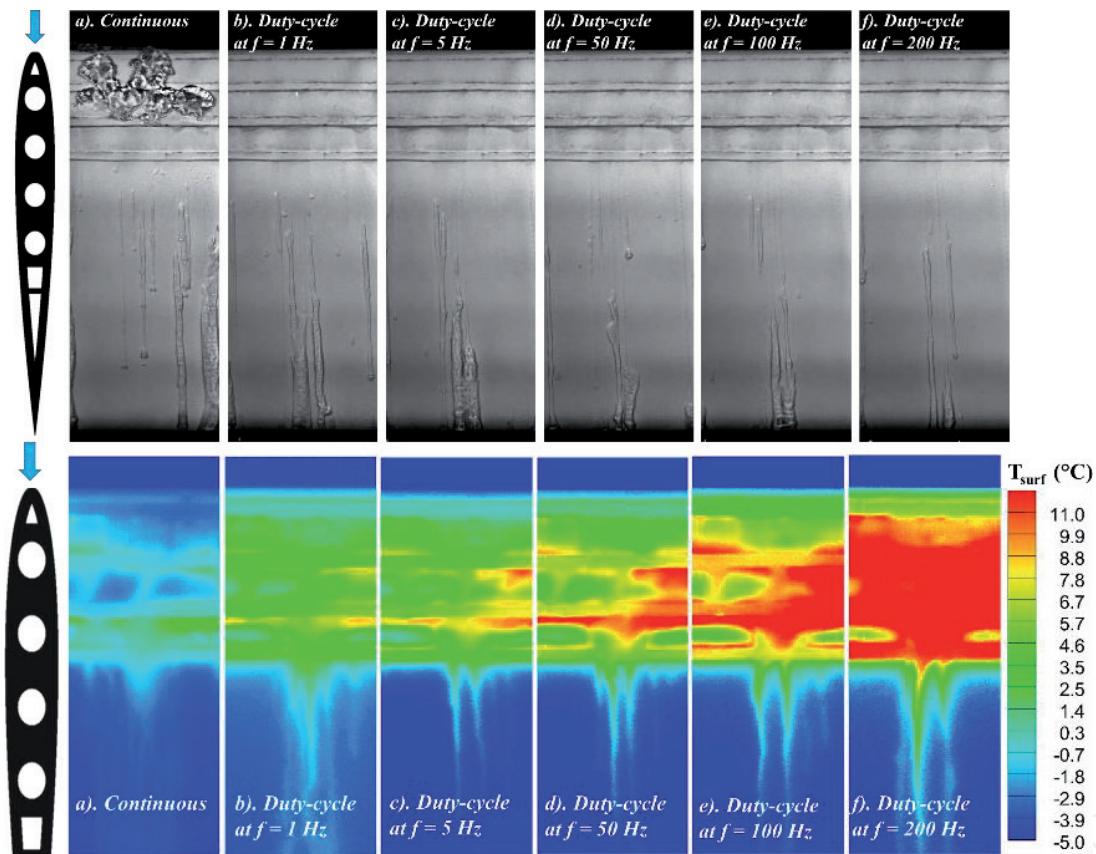 a). Continuous
b). Duty-cycle
at f = 1 Hz
c). Duty-cycle
at f = 5 Hz
d). Duty-cycle
at f = 50 Hz
e). Duty-cycle
at f = 100 Hz
f). Duty-cycle
at f = 200 Hz
T_surf (°C)
11.0
9.9
8.8
7.8
6.7
5.7
4.6
3.5
2.5
1.4
0.3
-0.7
-1.8
-2.9
-3.9
-5.0
a). Continuous
b). Duty-cycle
at f = 1 Hz
c). Duty-cycle
at f = 5 Hz
d). Duty-cycle
at f = 50 Hz
e). Duty-cycle
at f = 100 Hz
f). Duty-cycle
at f = 200 Hz